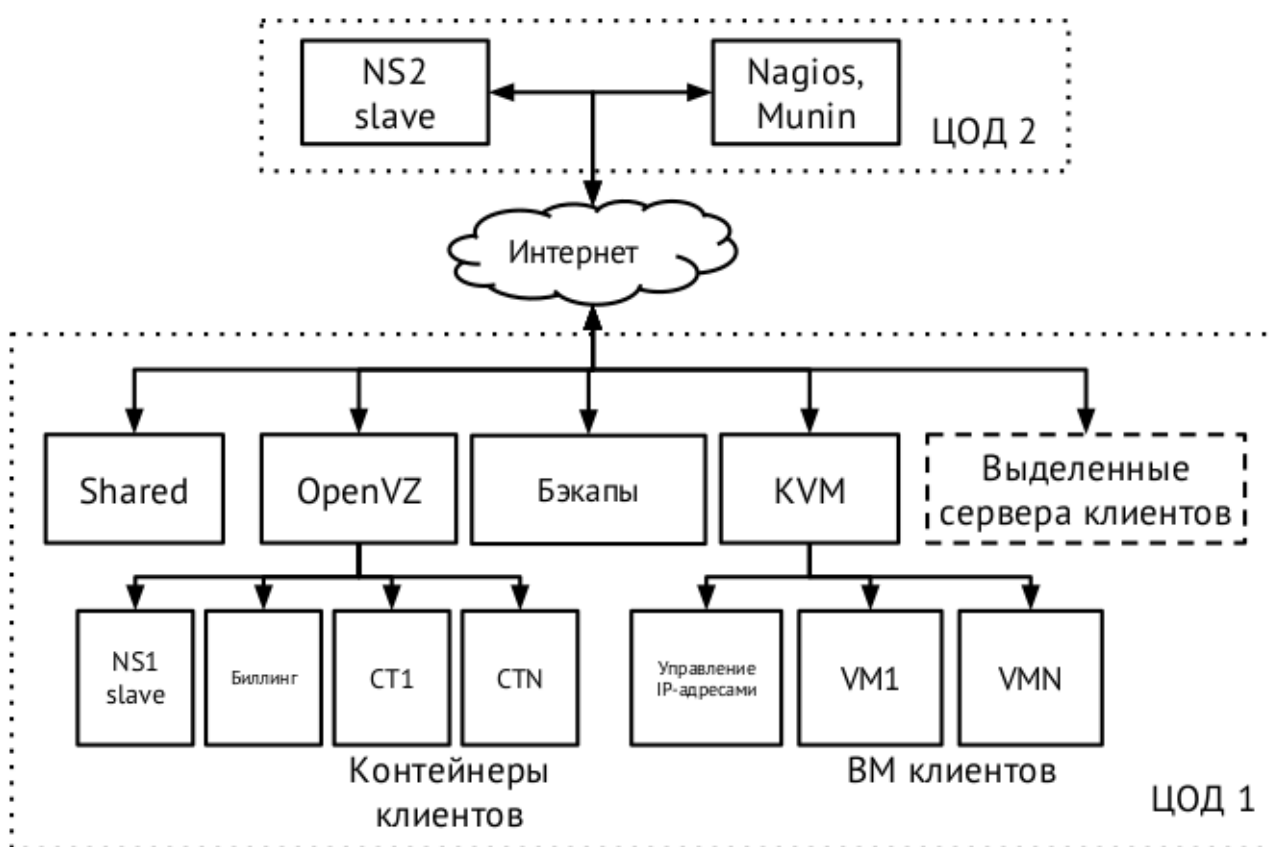 NS2
slave
Nagios,
Munin
ЦОД 2
Интернет
Shared
OpenVZ
Бэкапы
KVM
Выделенные
сервера клиентов
NS1
slave
Биллинг
CT1
CTN
Управление
IP-адресами
VM1
VMN
Контейнеры
клиентов
ВМ клиентов
ЦОД 1